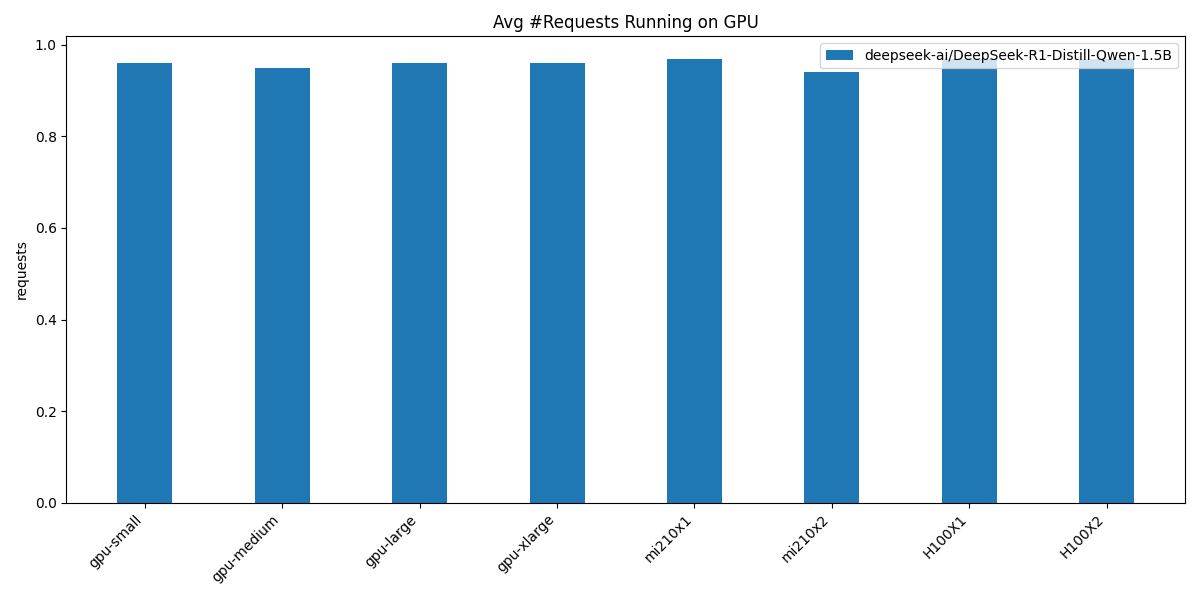 Avg #Requests Running on GPU
deepseek-ai/DeepSeek-R1-Distill-Qwen-1.5B
requests
1.0
0.8
0.6
0.4
0.2
0.0
gpu-small
gpu-medium
gpu-large
gpu-xlarge
mi210x1
mi210x2
H100X1
H100X2